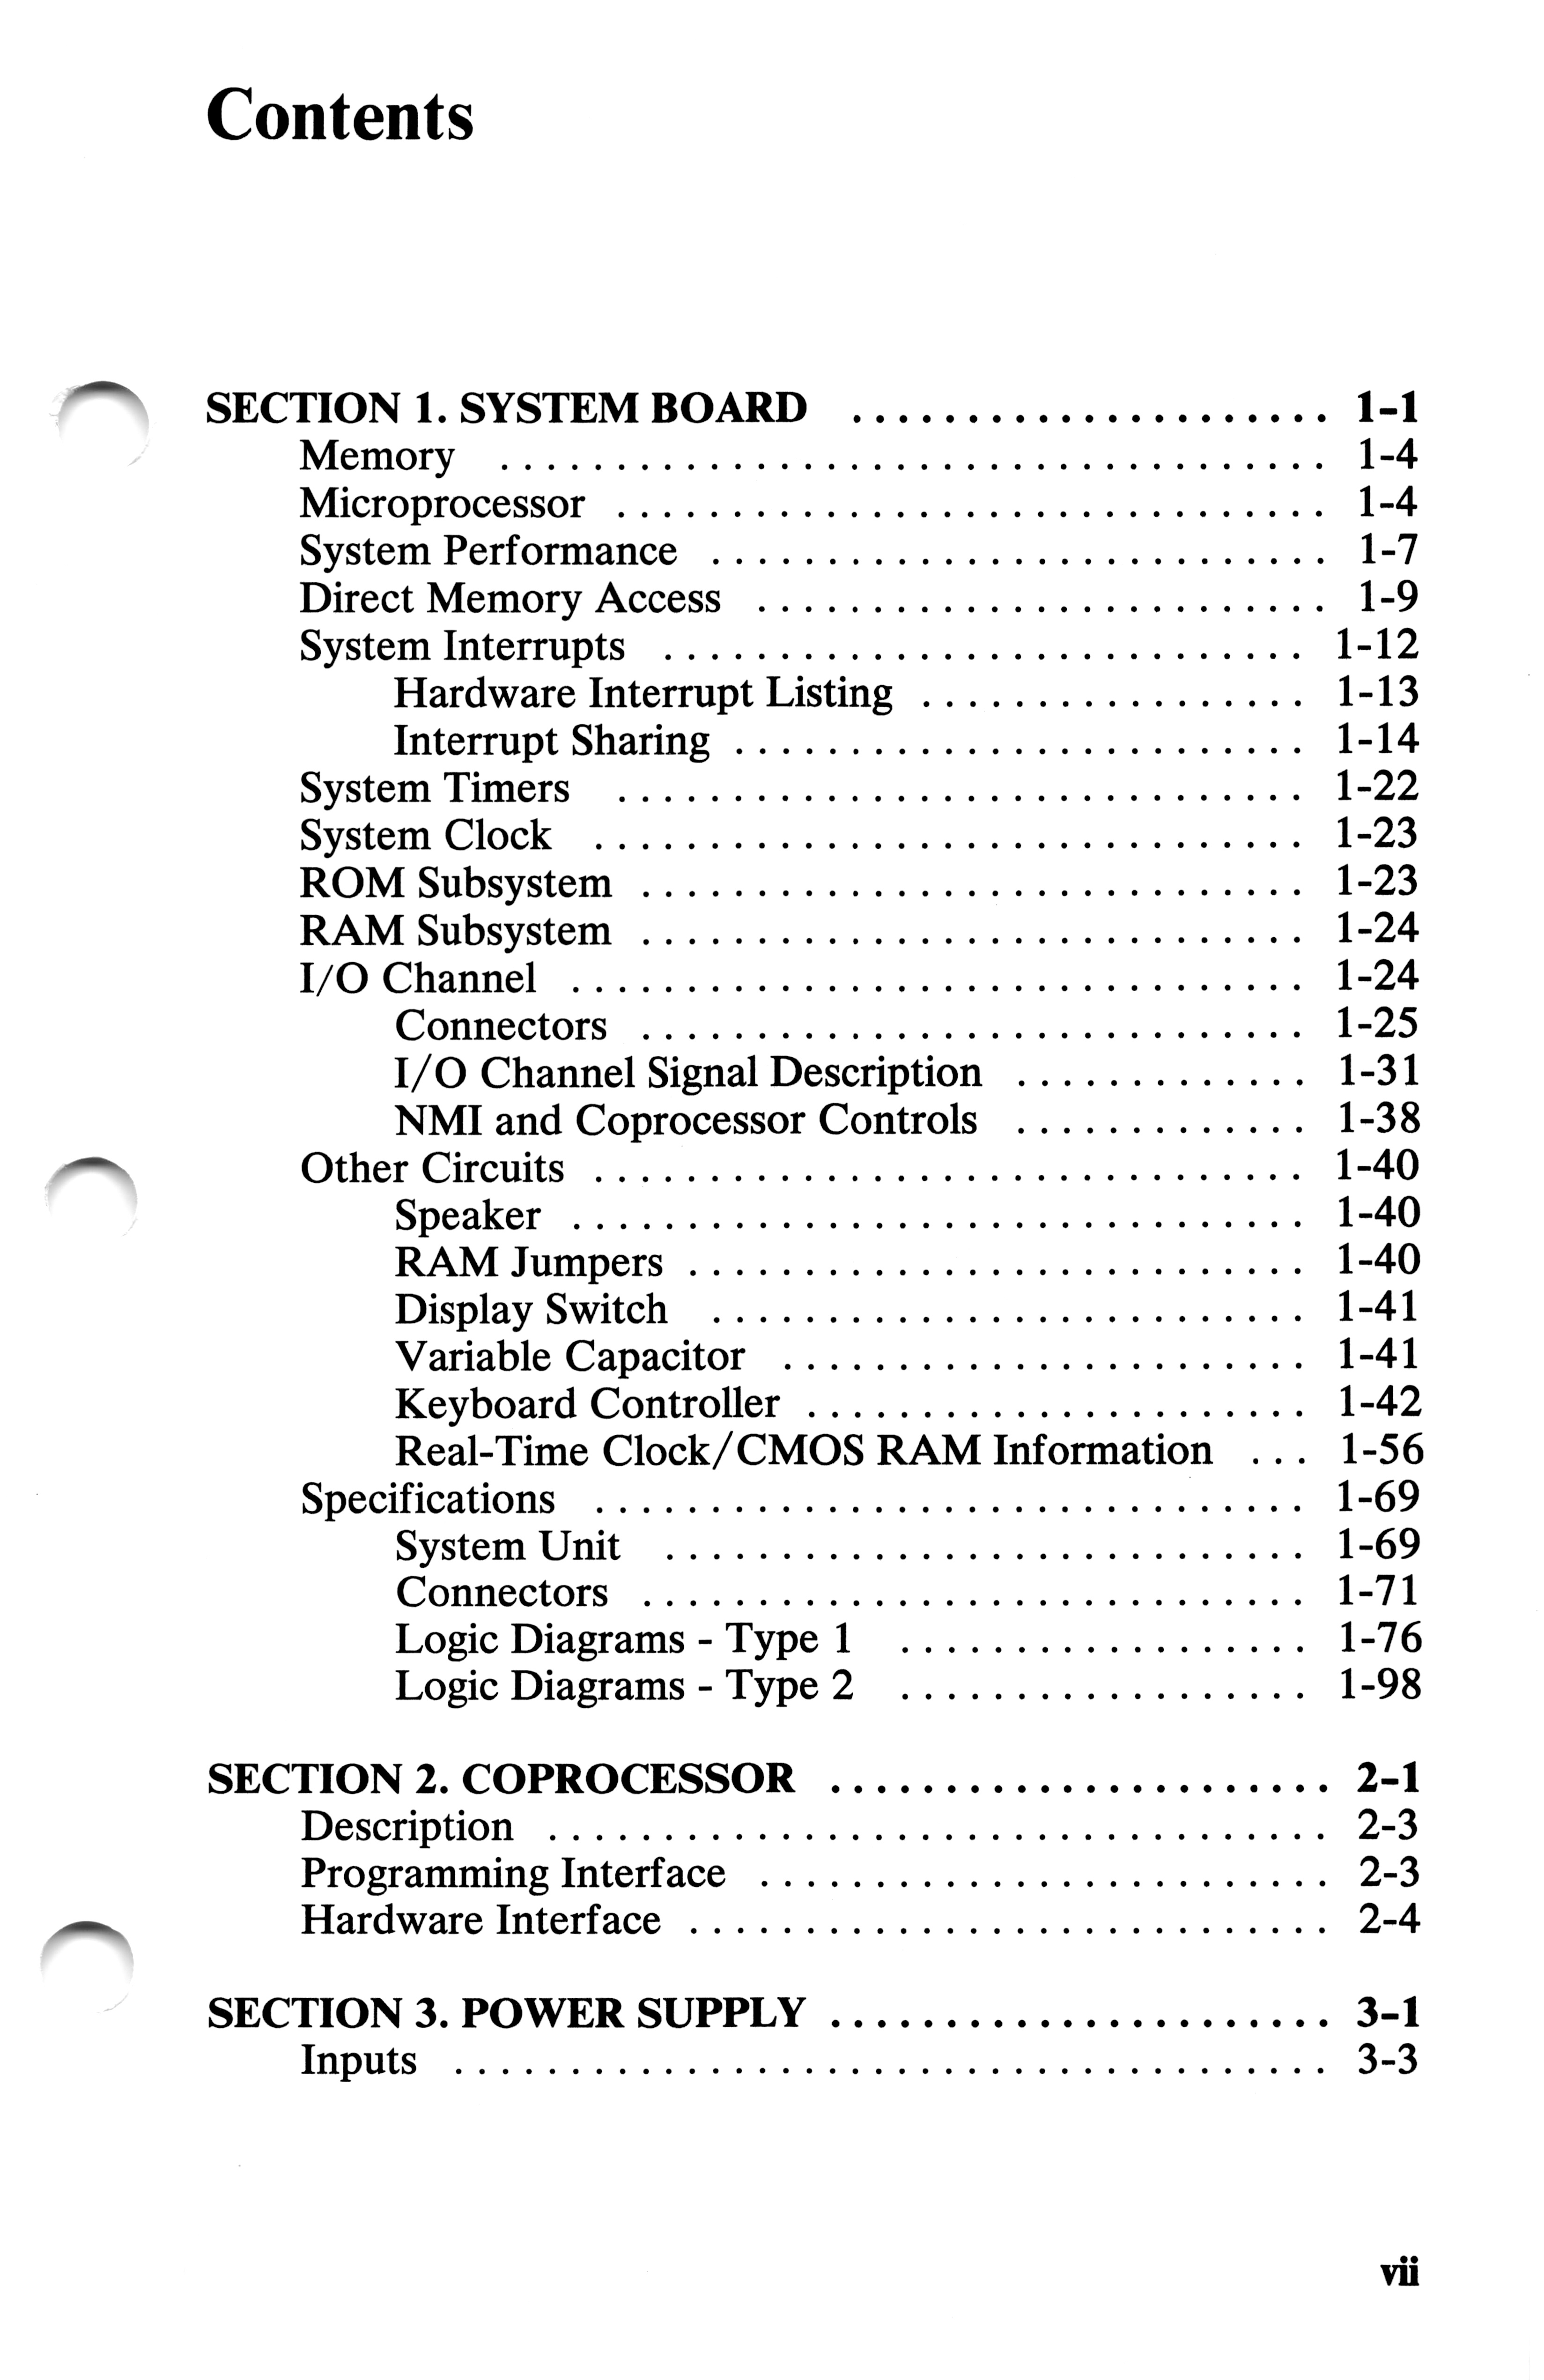 Contents
SECTION 1. SYSTEM BOARD .................... 1-1
Memory .................................... 1-4
Microprocessor ............................... 1-4
System Performance ........................... 1-7
Direct Memory Access ......................... 1-9
System Interrupts ............................ 1-12
Hardware Interrupt Listing ................. 1-13
Interrupt Sharing ......................... 1-14
System Timers .............................. 1-22
System Clock ............................... 1-23
ROM Subsystem ............................. 1-23
RAM Subsystem ............................. 1-24
I/O Channel ................................ 1-24
Connectors ............................. 1-25
I/O Channel Signal Description ............. 1-31
NMI and Coprocessor Controls ............. 1-38
Other Circuits ............................... 1-40
Speaker ................................ 1-40
RAM Jumpers ........................... 1-40
Display Switch .......................... 1-41
Variable Capacitor ....................... 1-41
Keyboard Controller ...................... 1-42
Real-Time Clock/CMOS RAM Information ... 1-56
Specifications ............................... 1-69
System Unit ............................ 1-69
Connectors ............................. 1-71
Logic Diagrams - Type 1 .................. 1-76
Logic Diagrams - Type 2 .................. 1-98
SECTION 2. COPROCESSOR ...................... 2-1
Description .................................. 2-3
Programming Interface ......................... 2-3
Hardware Interface ............................ 2-4
SECTION 3. POWER SUPPLY ...................... 3-1
Inputs ...................................... 3-3
vii